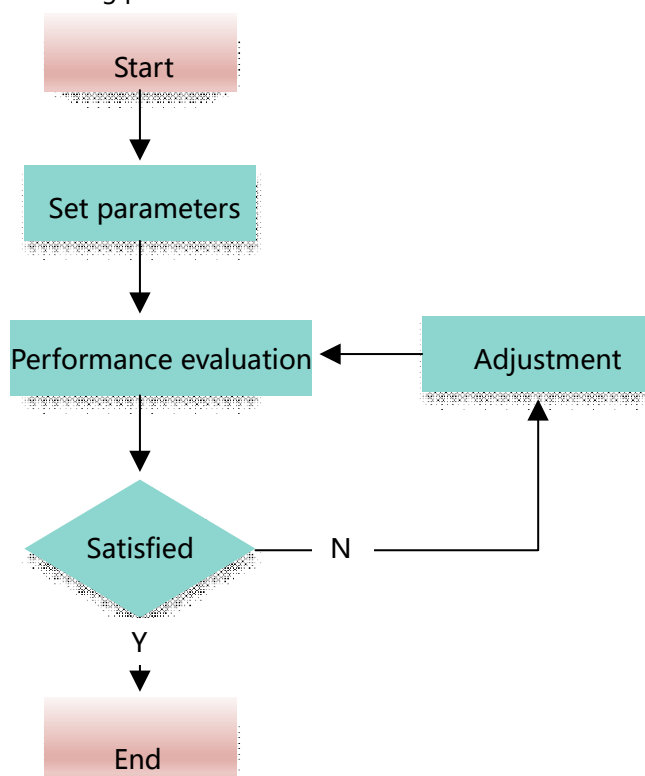 Start
Set parameters
Performance evaluation
Adjustment
Satisfied
N
Y
End